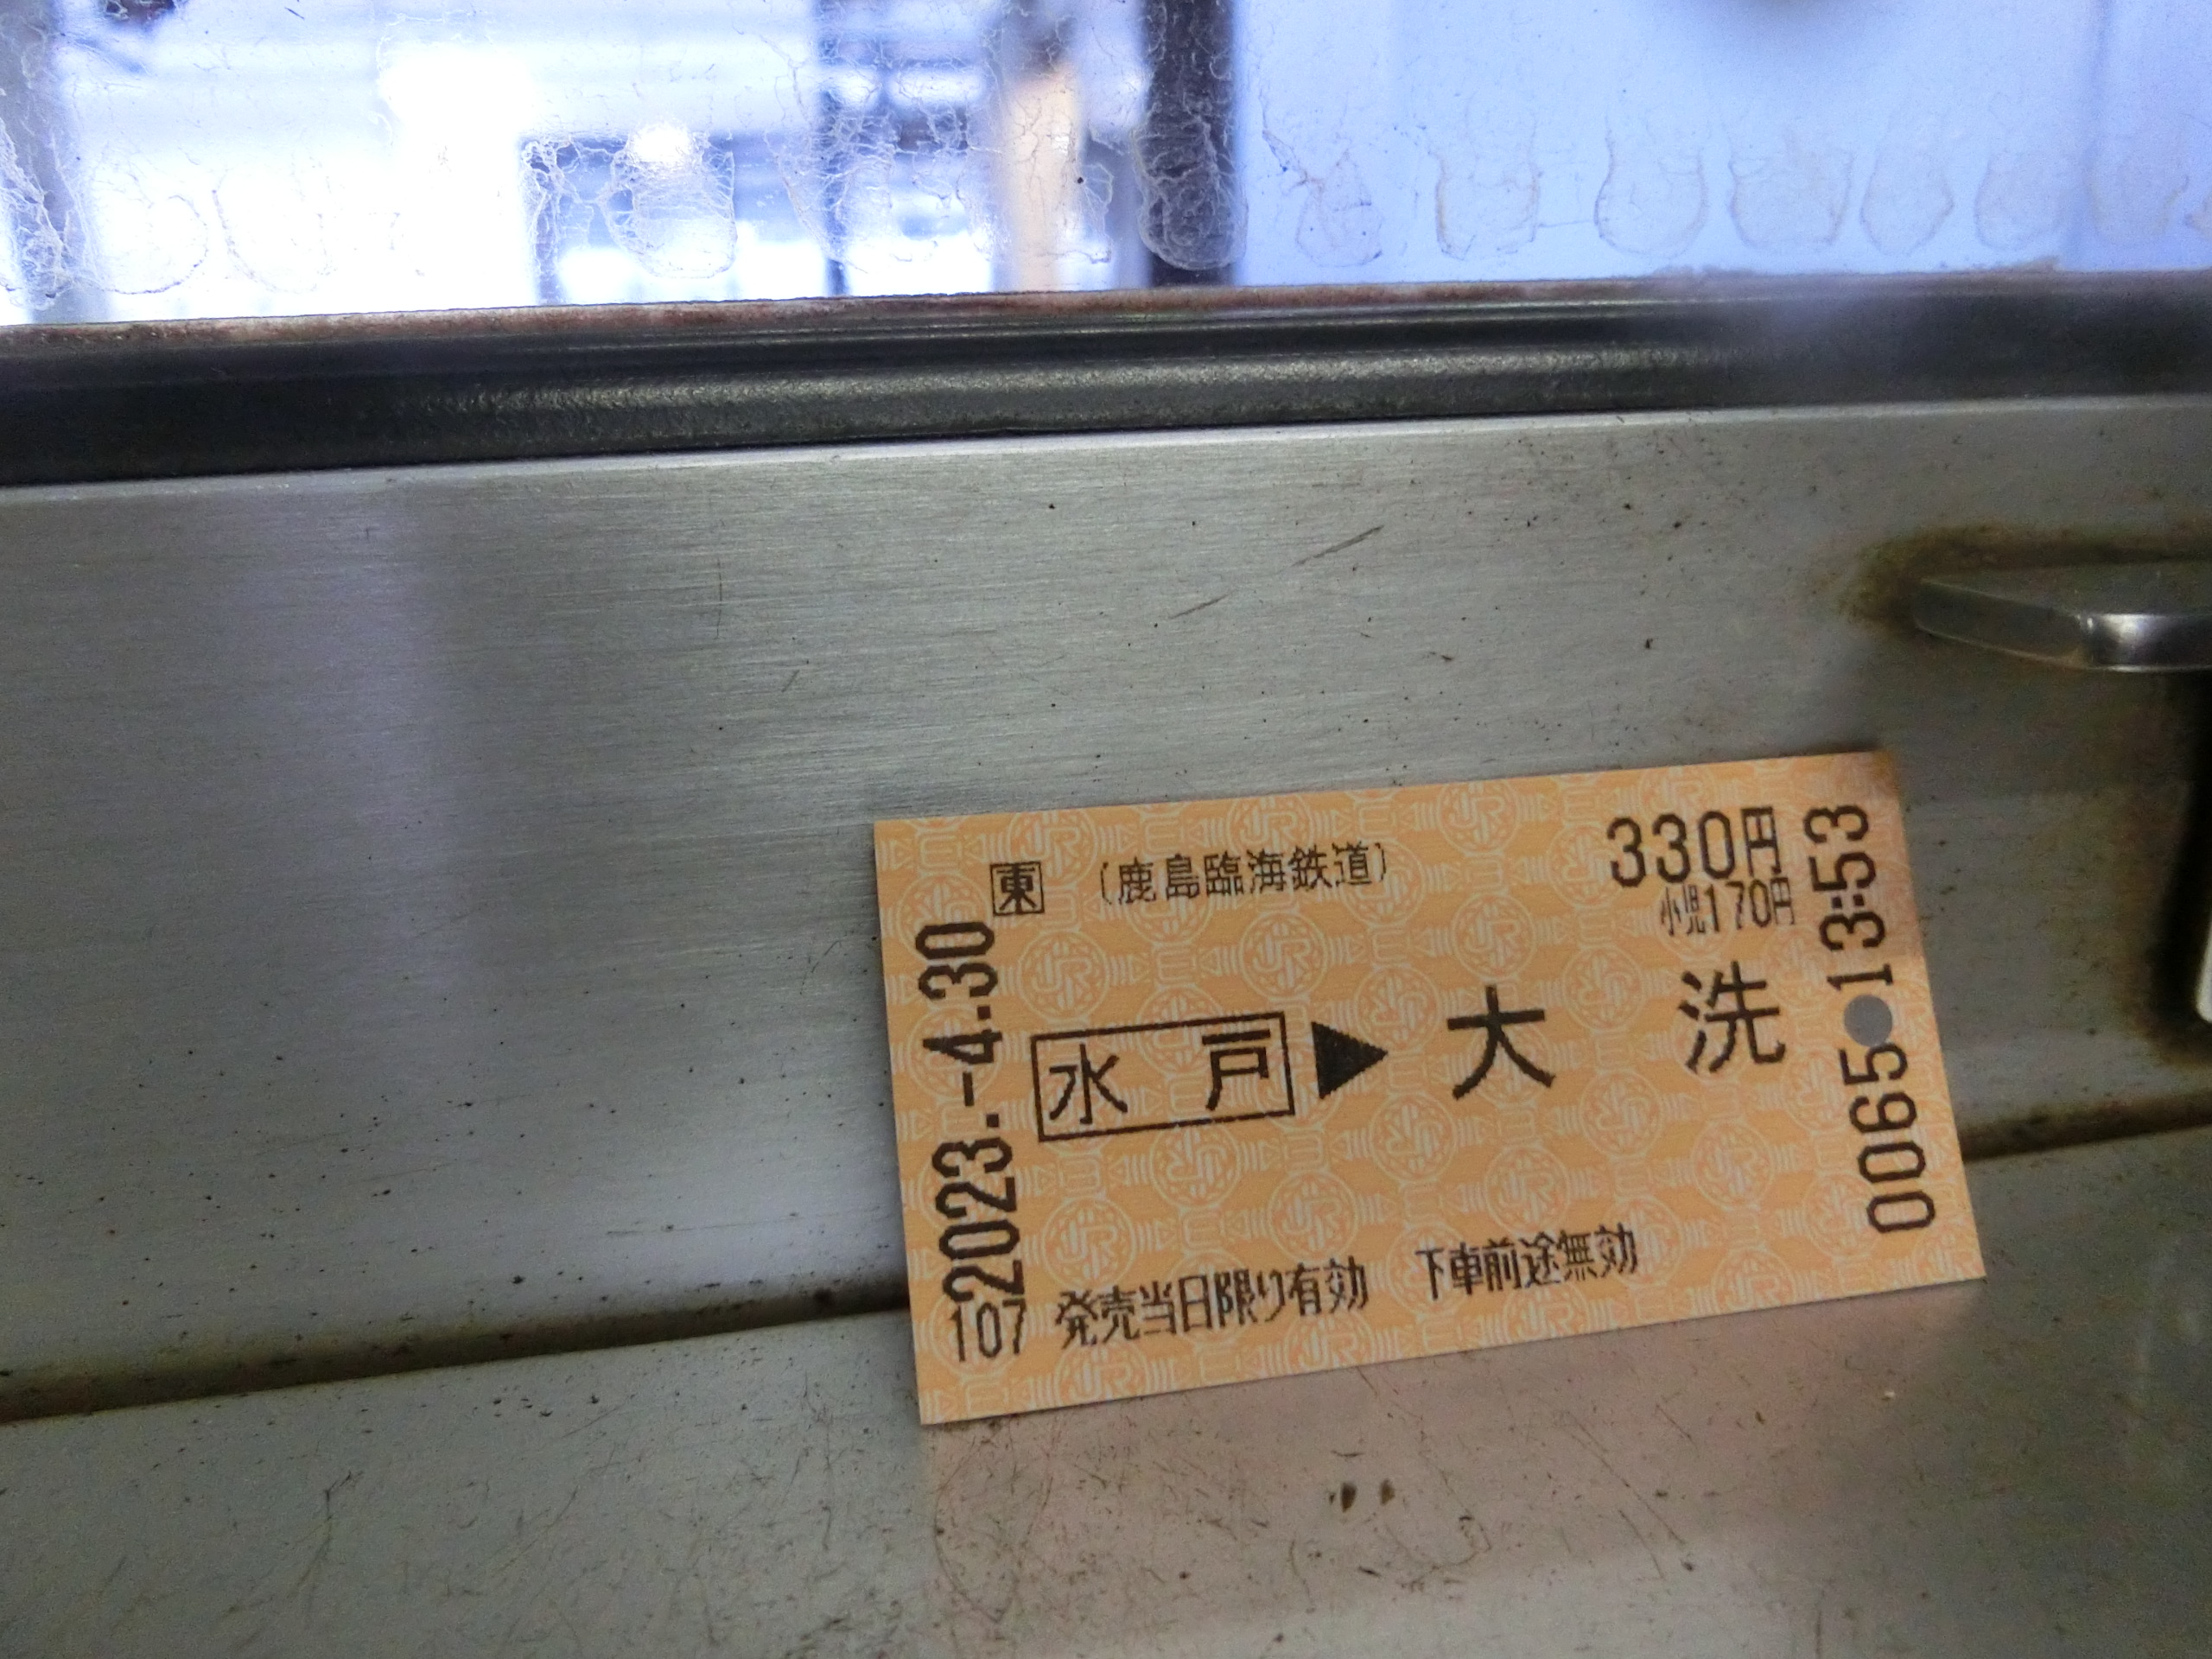 東 (鹿島臨海鉄道) 330円
小児170円
水戸▶大洗
2023.-4.30
0065 13:53
107 発売当日限り有効 下車前途無効